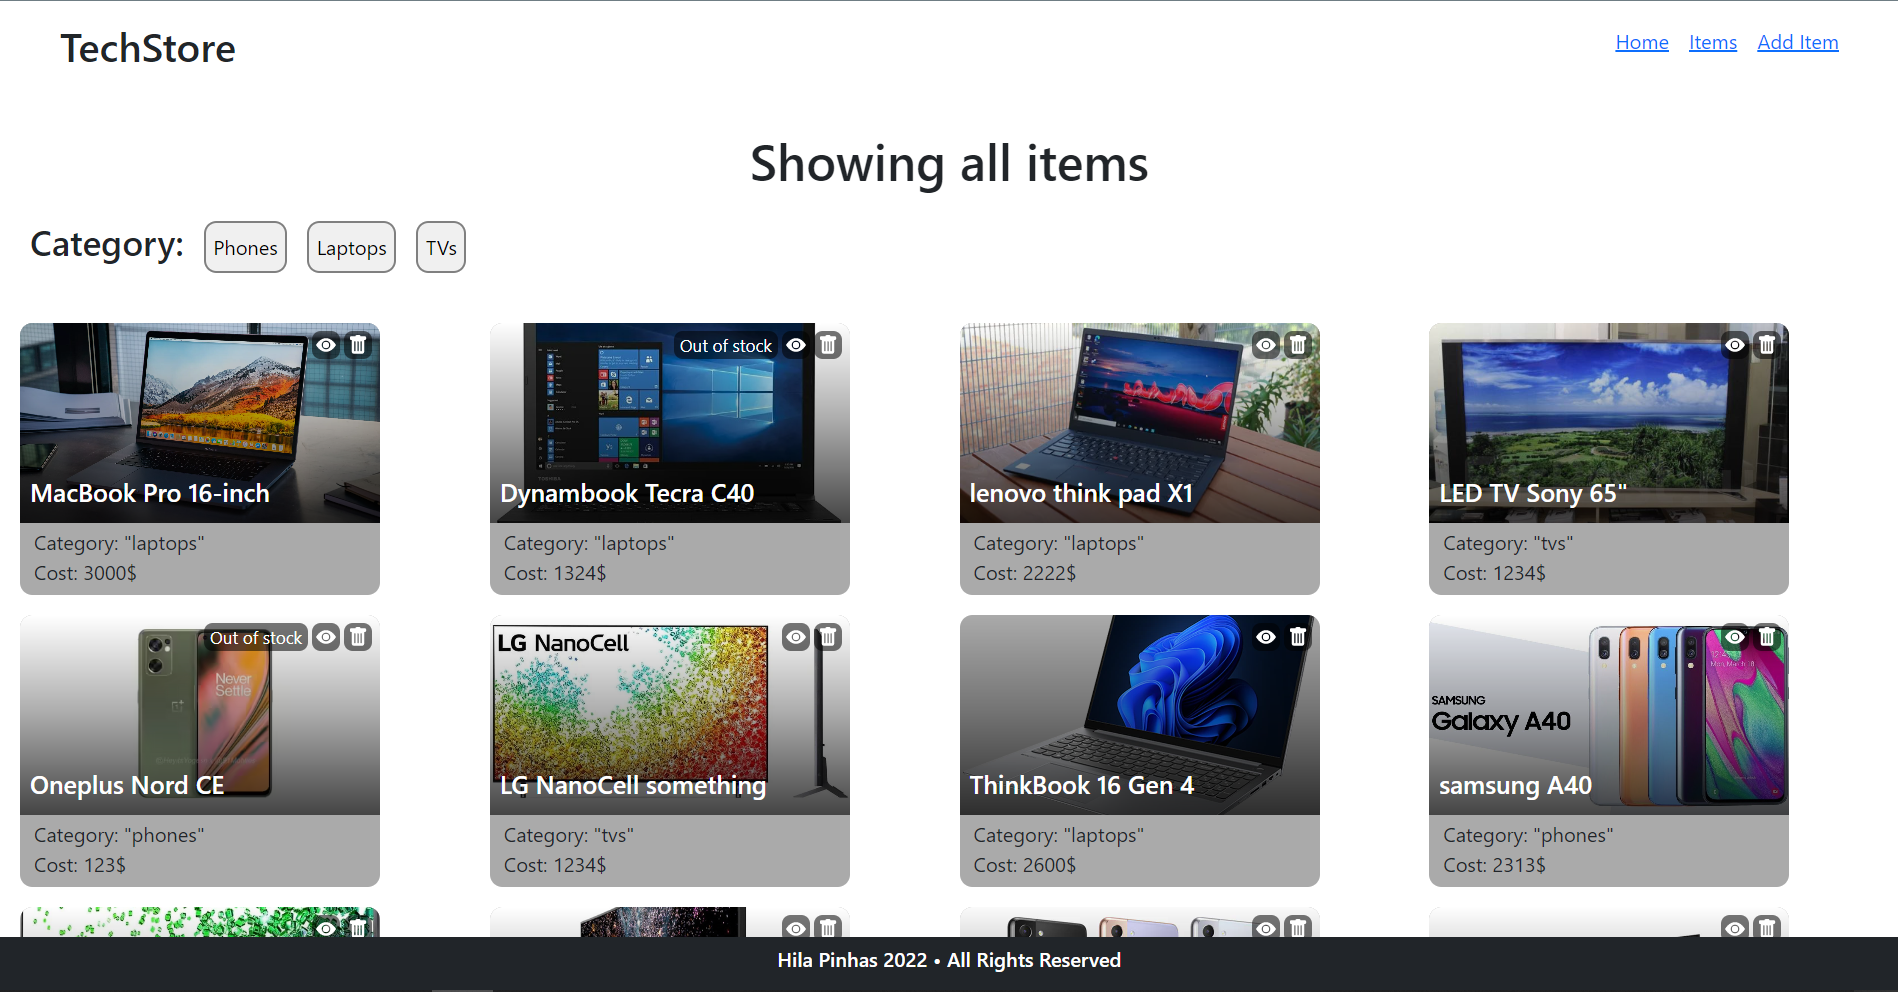 TechStore
Home Items Add Item
Showing all items
Category: Phones Laptops TVs
MacBook Pro 16-inch
Category: "laptops"
Cost: 3000$
Out of stock
Dynambook Tecra C40
Category: "laptops"
Cost: 1324$
lenovo think pad X1
Category: "laptops"
Cost: 2222$
LED TV Sony 65"
Category: "tvs"
Cost: 1234$
Out of stock
Never
Settle
Oneplus Nord CE
Category: "phones"
Cost: 123$
LG NanoCell
LG NanoCell something
Category: "tvs"
Cost: 1234$
ThinkBook 16 Gen 4
Category: "laptops"
Cost: 2600$
SAMSUNG
Galaxy A40
samsung A40
Category: "phones"
Cost: 2313$
Hila Pinhas 2022 • All Rights Reserved